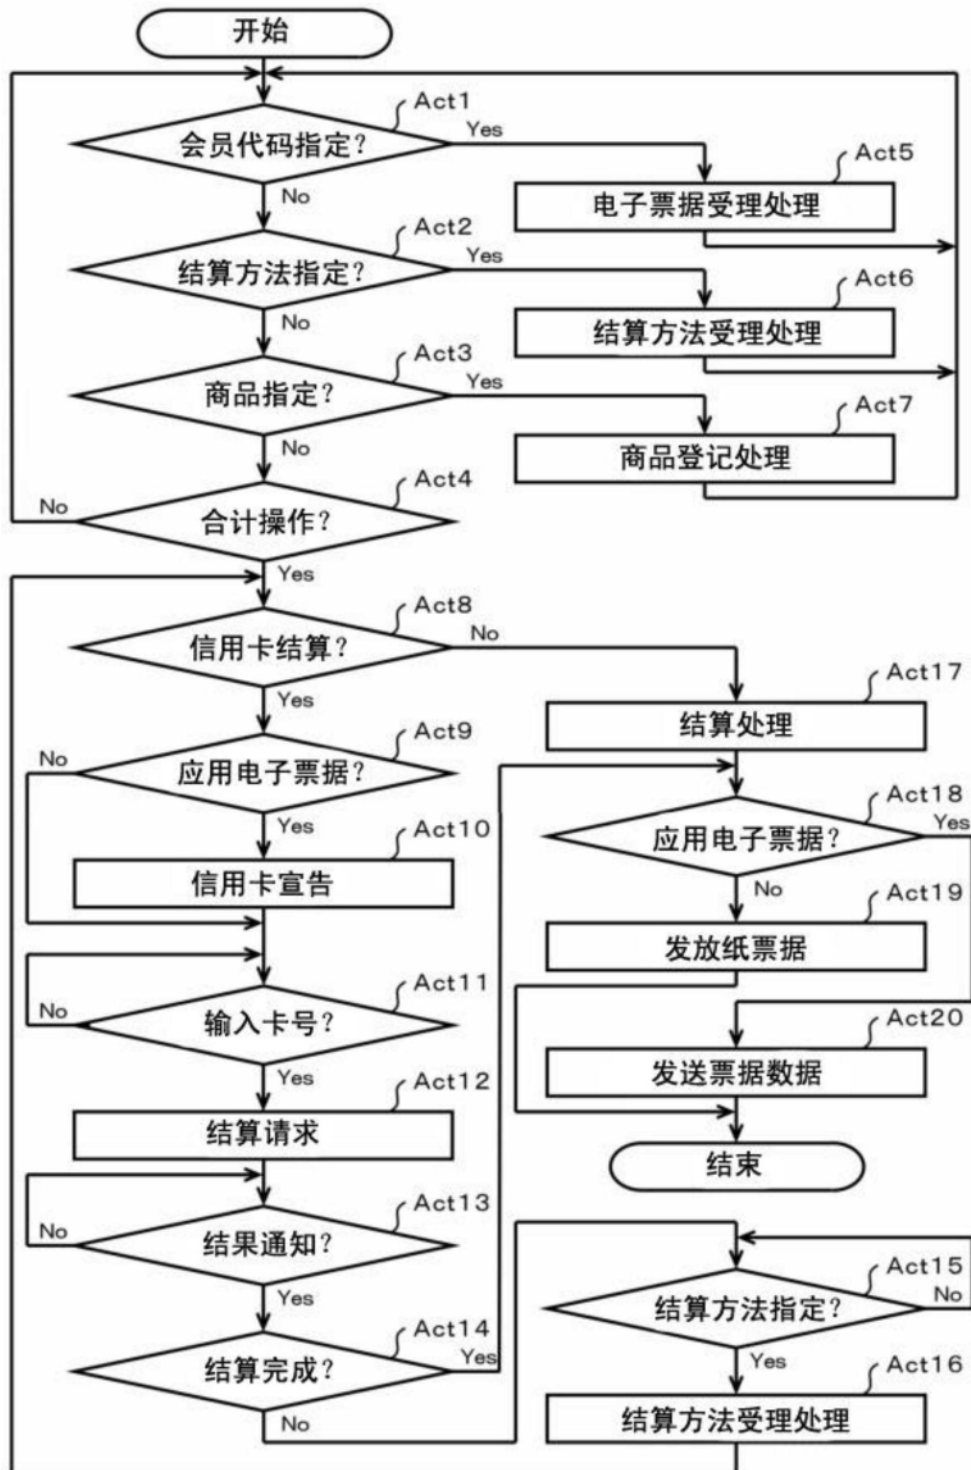 开始
Act1
会员代码指定?
Yes
No
Act5
电子票据受理处理
Act2
结算方法指定?
Yes
No
Act6
结算方法受理处理
Act3
商品指定?
Yes
No
Act7
商品登记处理
Act4
No
合计操作?
Yes
Act8
信用卡结算?
No
Yes
Act9
No
应用电子票据?
Yes
Act10
信用卡宣告
Act11
No
输入卡号?
Yes
Act12
结算请求
Act13
No
结果通知?
Yes
Act14
结算完成?
Yes
No
Act17
结算处理
Act18
应用电子票据?
Yes
No
Act19
发放纸票据
Act20
发送票据数据
结束
Act15
结算方法指定?
No
Yes
Act16
结算方法受理处理